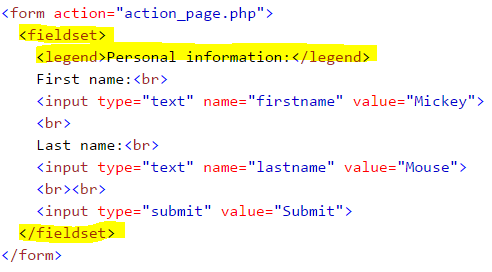 <form action="action_page.php">
<fieldset>
<legend>Personal information:</legend>
First name:<br>
<input type="text" name="firstname" value="Mickey">
<br>
Last name:<br>
<input type="text" name="lastname" value="Mouse">
<br><br>
<input type="submit" value="Submit">
</fieldset>
</form>